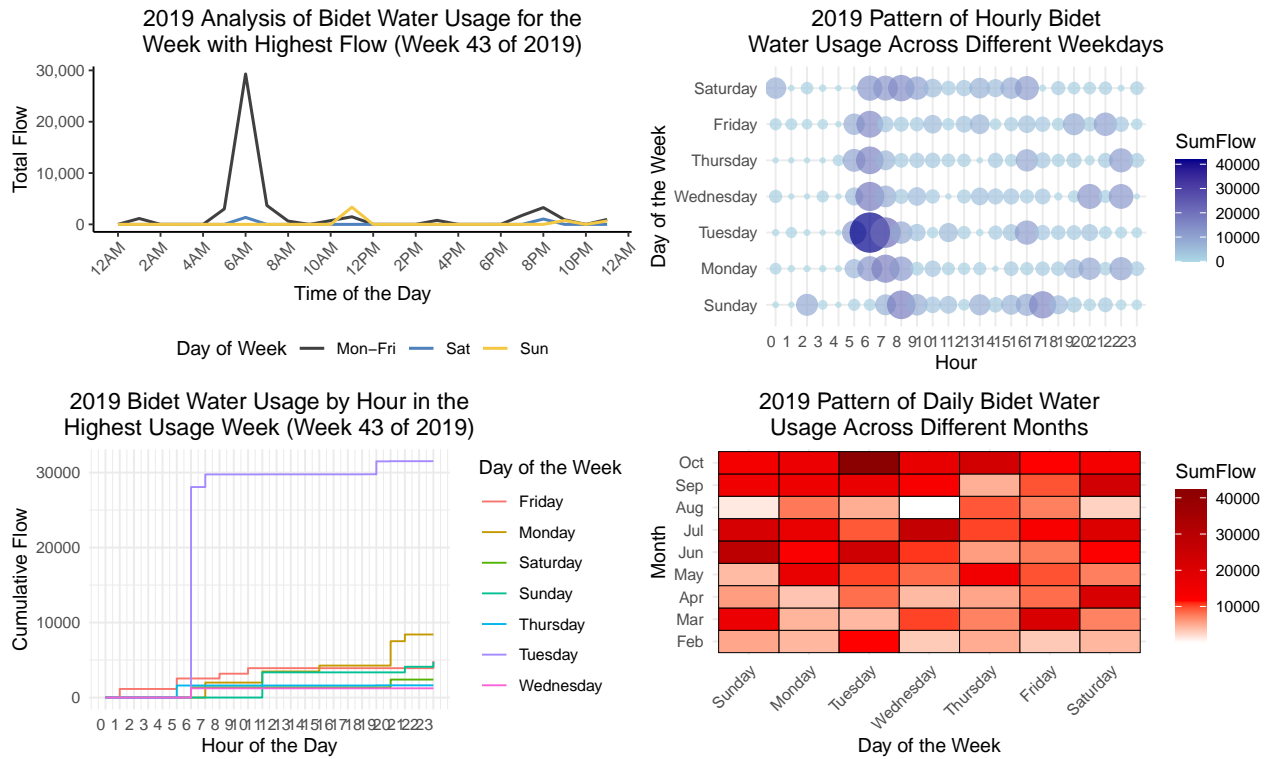 2019 Analysis of Bidet Water Usage for the
Week with Highest Flow (Week 43 of 2019)
30,000
20,000
10,000
0
Total Flow
12AM 2AM 4AM 6AM 8AM 10AM 12PM 2PM 4PM 6PM 8PM 10PM 12AM
Time of the Day
Day of Week Mon−Fri Sat Sun
2019 Pattern of Hourly Bidet
Water Usage Across Different Weekdays
Saturday
Friday
Thursday
Wednesday
Tuesday
Monday
Sunday
Day of the Week
0 1 2 3 4 5 6 7 8 9 10 11 12 13 14 15 16 17 18 19 20 21 22 23
Hour
SumFlow
40000
30000
20000
10000
0
2019 Bidet Water Usage by Hour in the
Highest Usage Week (Week 43 of 2019)
30000
20000
10000
0
Cumulative Flow
0 1 2 3 4 5 6 7 8 9 10 11 12 13 14 15 16 17 18 19 20 21 22 23
Hour of the Day
Day of the Week
Friday
Monday
Saturday
Sunday
Thursday
Tuesday
Wednesday
2019 Pattern of Daily Bidet Water
Usage Across Different Months
Oct
Sep
Aug
Jul
Jun
May
Apr
Mar
Feb
Month
Sunday Monday Tuesday Wednesday Thursday Friday Saturday
Day of the Week
SumFlow
40000
30000
20000
10000